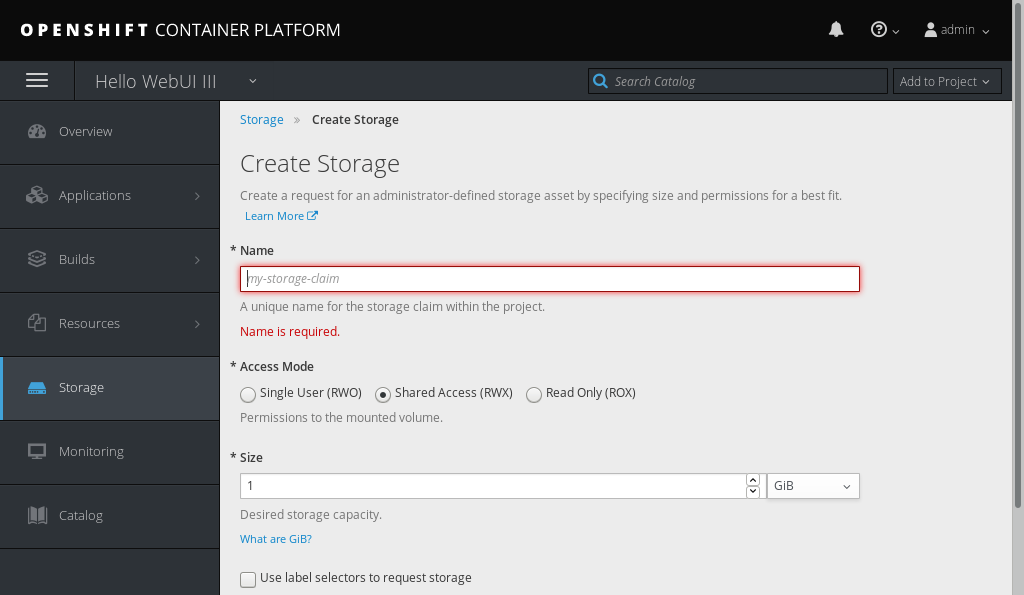 OPENSHIFT CONTAINER PLATFORM
admin
Hello WebUI III
Search Catalog
Add to Project
Overview
Applications
Builds
Resources
Storage
Monitoring
Catalog
Storage » Create Storage
Create Storage
Create a request for an administrator-defined storage asset by specifying size and permissions for a best fit.
Learn More
* Name
my-storage-claim
A unique name for the storage claim within the project.
Name is required.
* Access Mode
Single User (RWO) Shared Access (RWX) Read Only (ROX)
Permissions to the mounted volume.
* Size
1 GiB
Desired storage capacity.
What are GiB?
Use label selectors to request storage